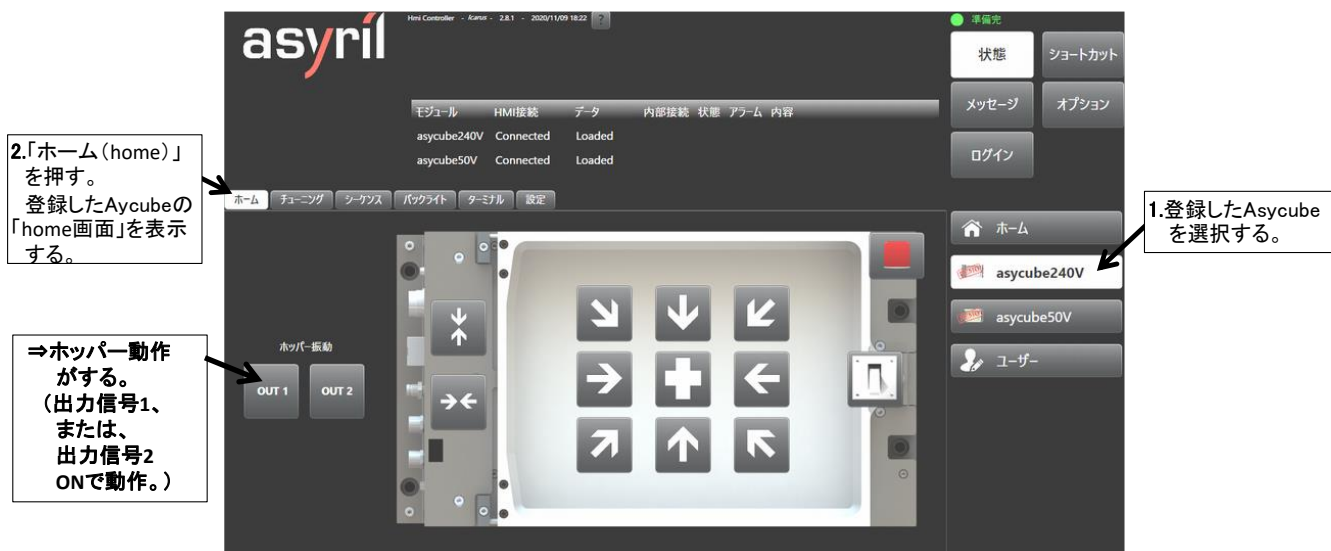 asyril
Hmi Controller - Icarus - 2.8.1 - 2020/11/09 18:22 ?
準備完
状態
ショートカット
メッセージ
オプション
ログイン
モジュール HMI接続 データ 内部接続 状態 アラーム 内容
asycube240V Connected Loaded
asycube50V Connected Loaded
2.「ホーム(home)」
を押す。
登録したAycubeの
「home画面」を表示
する。
ホーム チューニング シーケンス バックライト ターミナル 設定
ホーム
asycube240V
asycube50V
ユーザー
1.登録したAsycube
を選択する。
ホッパー振動
OUT 1 OUT 2
⇒ホッパー動作
がする。
(出力信号1、
または、
出力信号2
ONで動作。)